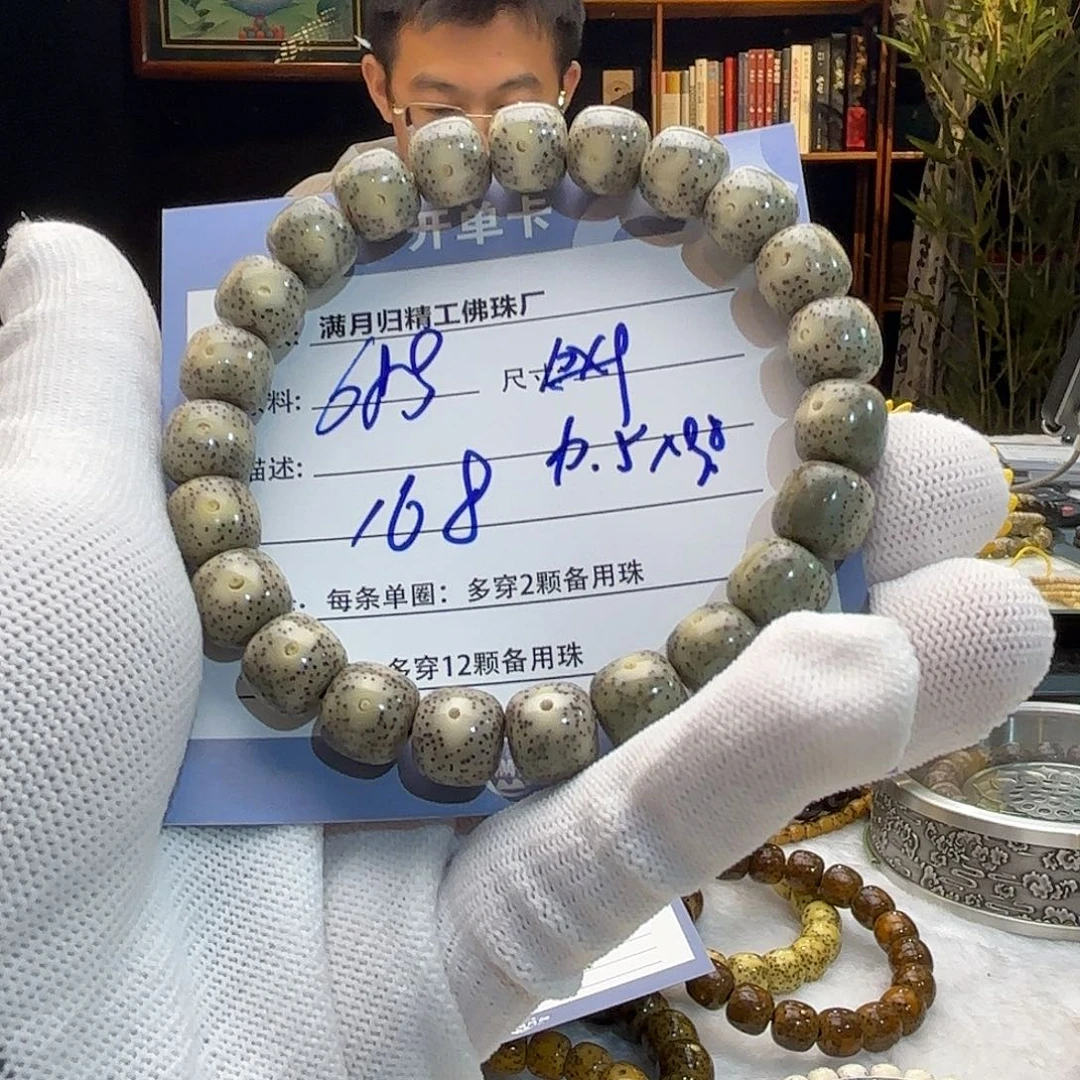 开单卡
满月归精工佛珠厂
料: 689 尺寸
描述:
168
每条单圈：多穿2颗备用珠
多穿12颗备用珠